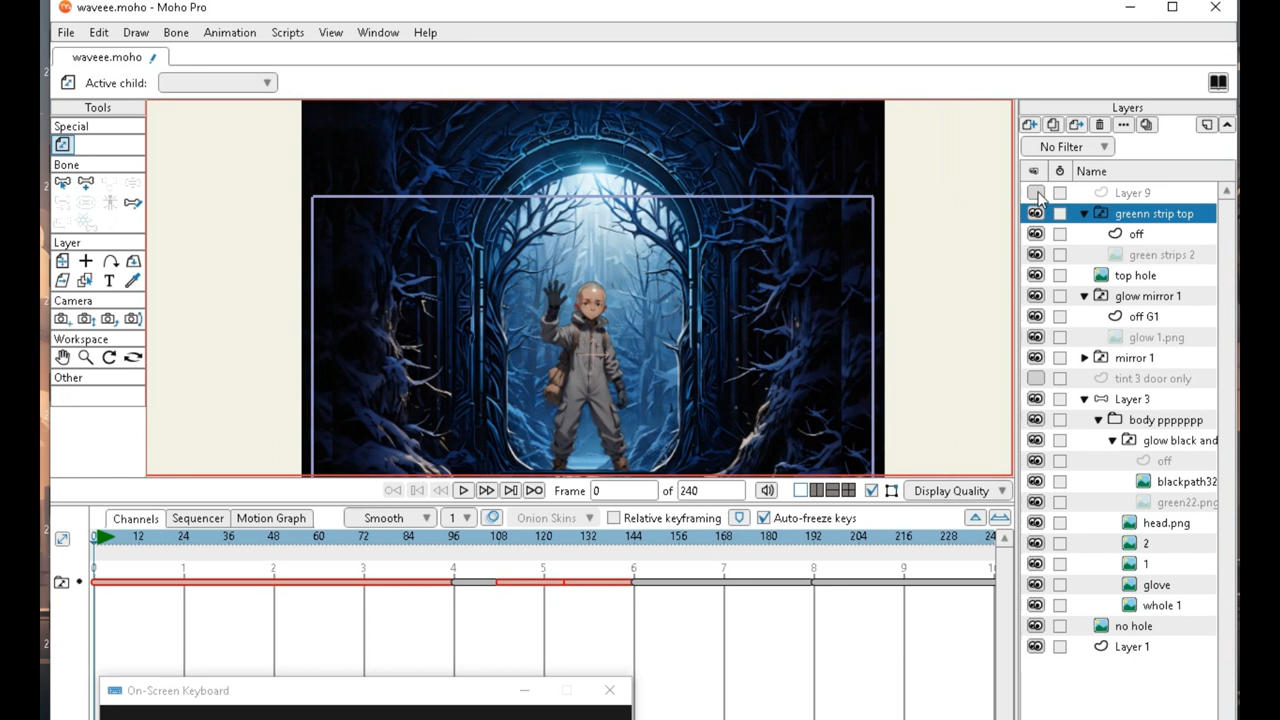 waveee.moho - Moho Pro
File Edit Draw Bone Animation Scripts View Window Help
waveee.moho
Active child:
Tools
Special
Bone
Layer
Camera
Workspace
Other
Layers
No Filter
Name
Layer 9
greenn strip top
off
green strips 2
top hole
glow mirror 1
off G1
glow 1.png
mirror 1
tint 3 door only
Layer 3
body ppppppp
glow black and
off
blackpath32
green22.png
head.png
2
1
glove
whole 1
no hole
Layer 1
Frame 0 of 240 Display Quality
Channels Sequencer Motion Graph Smooth 1 Onion Skins Relative keyframing Auto-freeze keys
0 12 24 36 48 60 72 84 96 108 120 132 144 156 168 180 192 204 216 228 24
0 1 2 3 4 5 6 7 8 9 10
On-Screen Keyboard